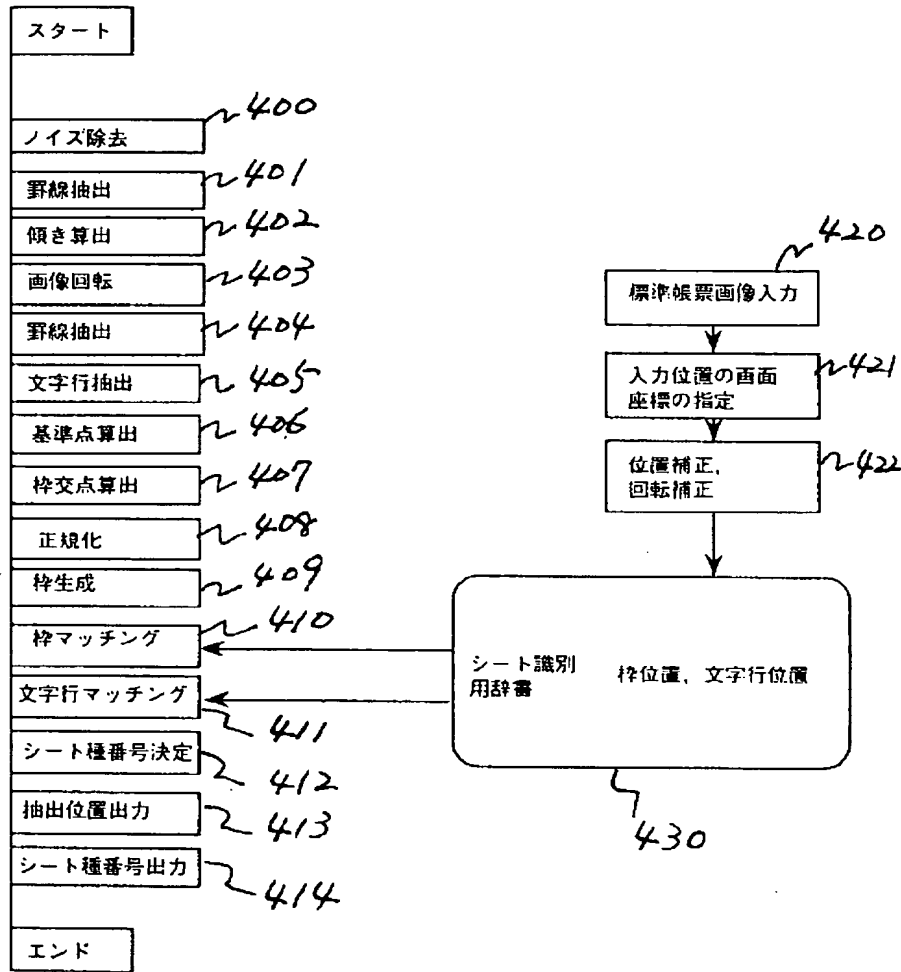 スタート
400
ノイズ除去
401
罫線抽出
402
傾き算出
403
画像回転
404
罫線抽出
405
文字行抽出
406
基準点算出
407
枠交点算出
408
正規化
409
枠生成
410
枠マッチング
文字行マッチング
411
シート種番号決定
412
抽出位置出力
413
シート種番号出力
414
エンド
420
標準帳票画像入力
421
入力位置の画面
座標の指定
422
位置補正,
回転補正
シート識別
用辞書
枠位置, 文字行位置
430